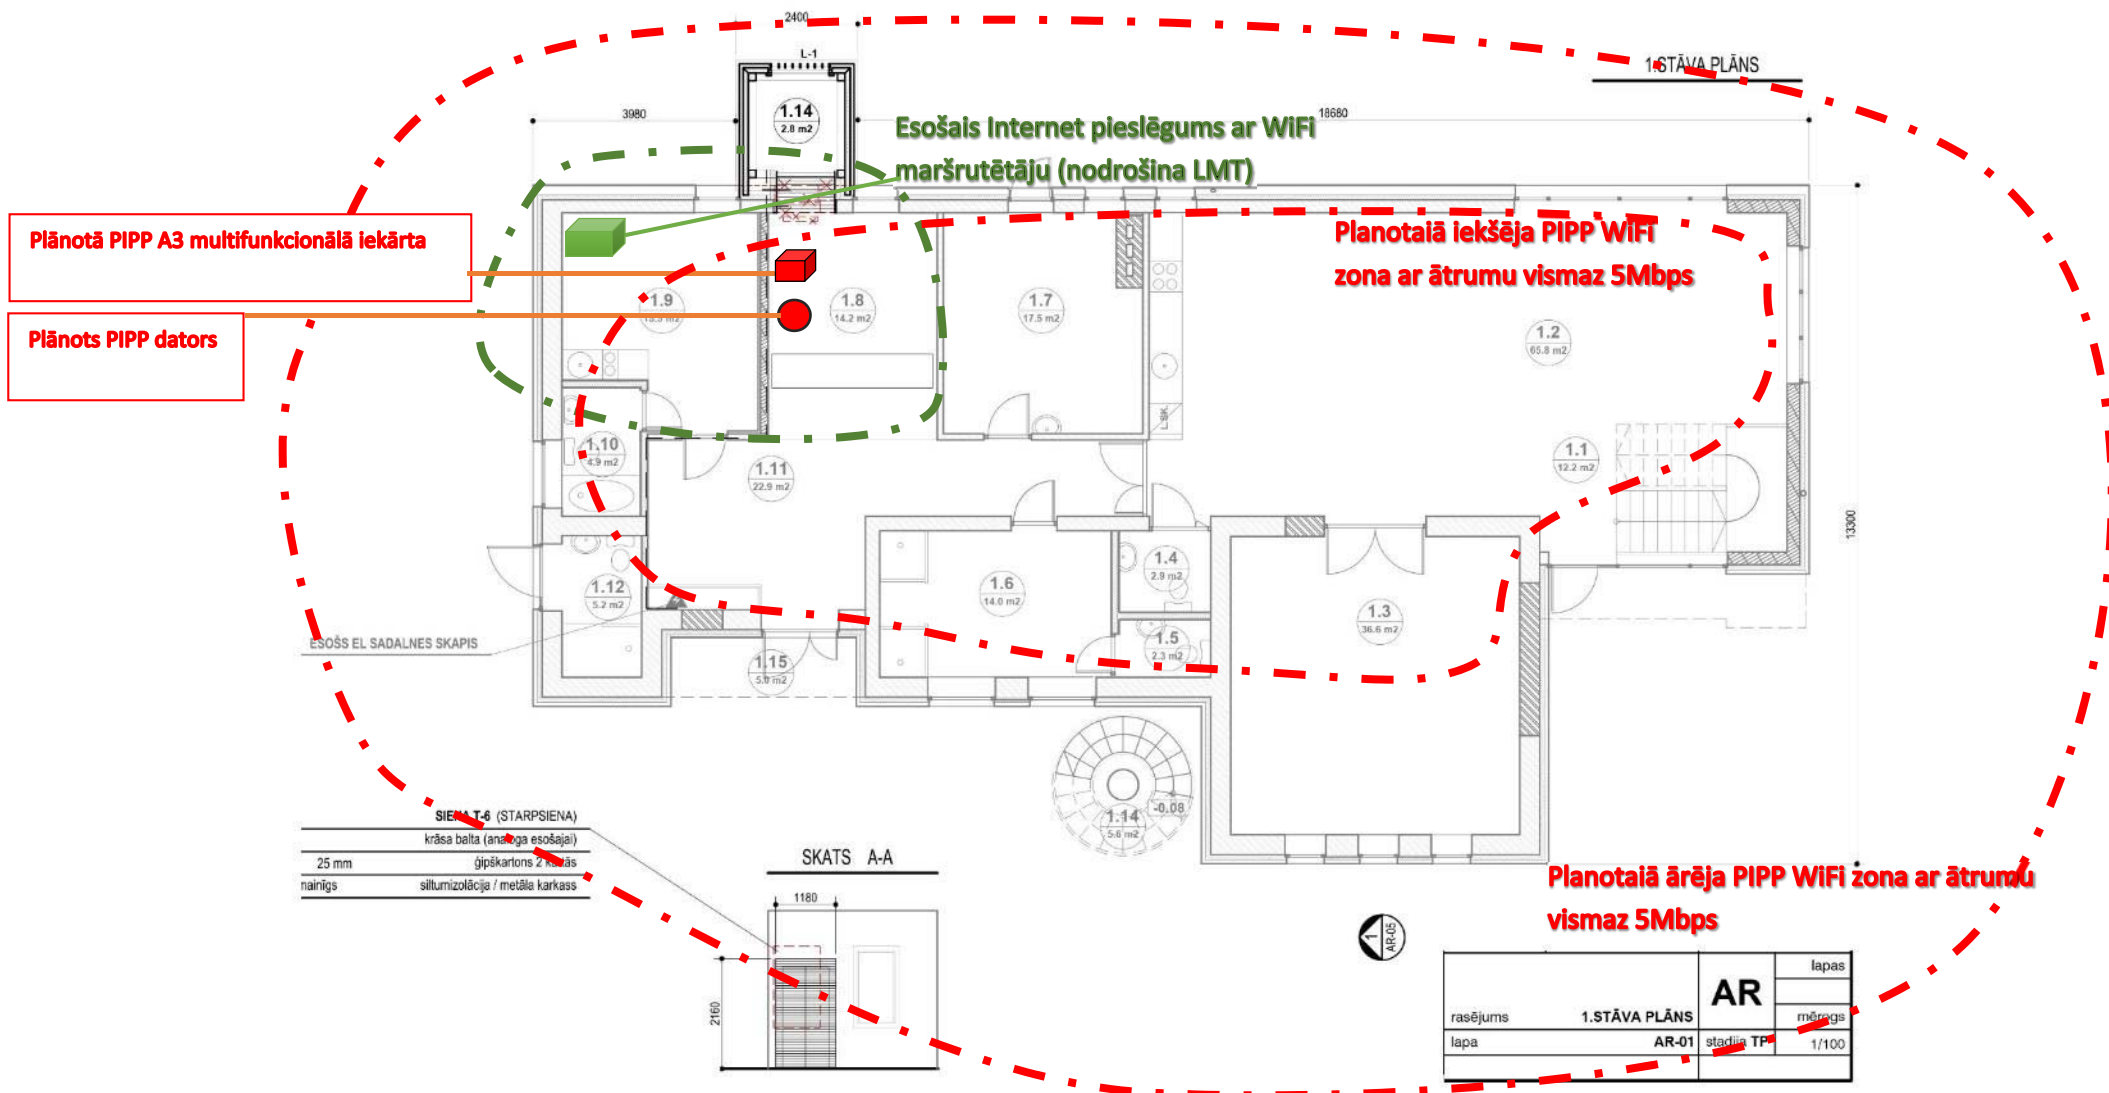 2400
L-1
1.STĀVA PLĀNS
3980
18680
1.14
2.8 m2
Esošais Internet pieslēgums ar WiFi
maršrutētāju (nodrošina LMT)
Plānotā PIPP A3 multifunkcionālā iekārta
Planotaiā iekšēja PIPP WiFi
zona ar ātrumu vismaz 5Mbps
Plānots PIPP dators
1.9
1.8
14.2 m2
1.7
17.5 m2
1.2
65.8 m2
L.SK.
1.10
4.9 m2
1.11
22.9 m2
1.1
12.2 m2
13300
1.12
5.2 m2
1.6
14.0 m2
1.4
2.9 m2
1.5
2.3 m2
1.3
36.6 m2
ESOŠS EL SADALNES SKAPIS
1.15
5.0 m2
-0.08
1.14
5.6 m2
SIENA T-6 (STARPSIENA)
krāsa balta (analoga esošajai)
25 mm ģipškartons 2 kārtās
nainīgs siltumizolācija / metāla karkass
SKATS A-A
1180
2160
Planotaiā ārēja PIPP WiFi zona ar ātrumu
vismaz 5Mbps
1
AR-05
AR
lapas
rasējums 1.STĀVA PLĀNS
mērogs
lapa AR-01
stadija TP
1/100